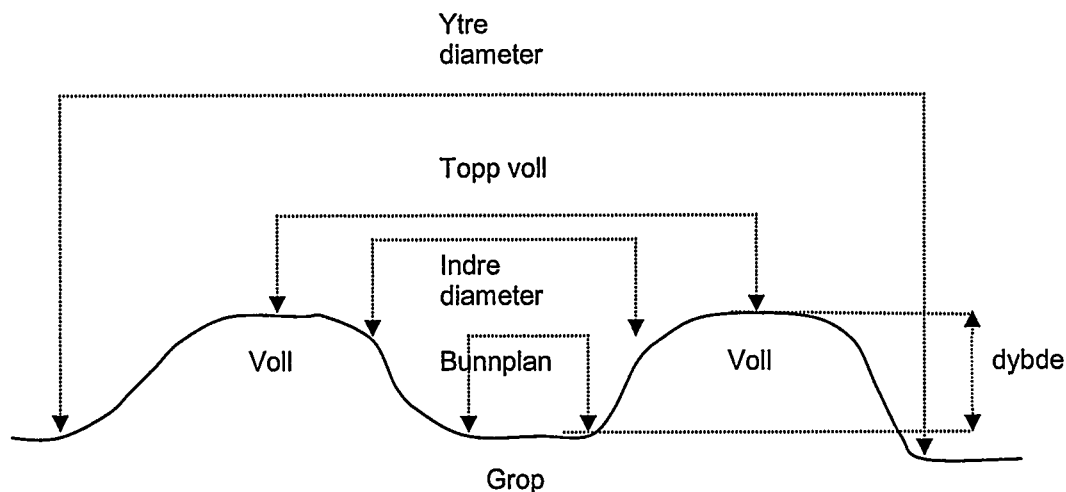 Ytre
diameter
Topp voll
Indre
diameter
Voll
Bunnplan
Voll
dybde
Grop